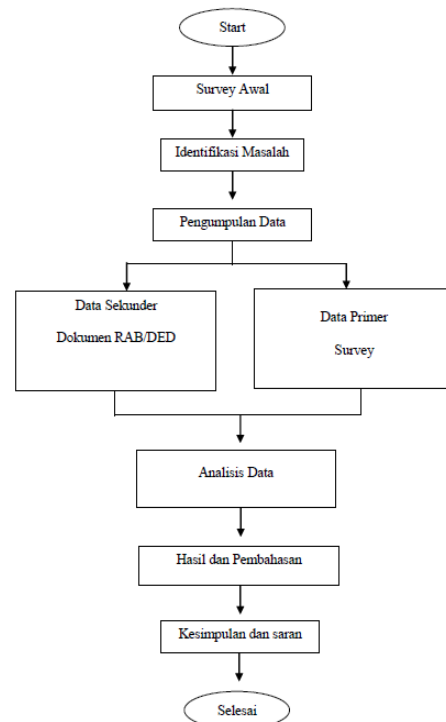 Start
Survey Awal
Identifikasi Masalah
Pengumpulan Data
Data Sekunder
Dokumen RAB/DED
Data Primer
Survey
Analisis Data
Hasil dan Pembahasan
Kesimpulan dan saran
Selesai